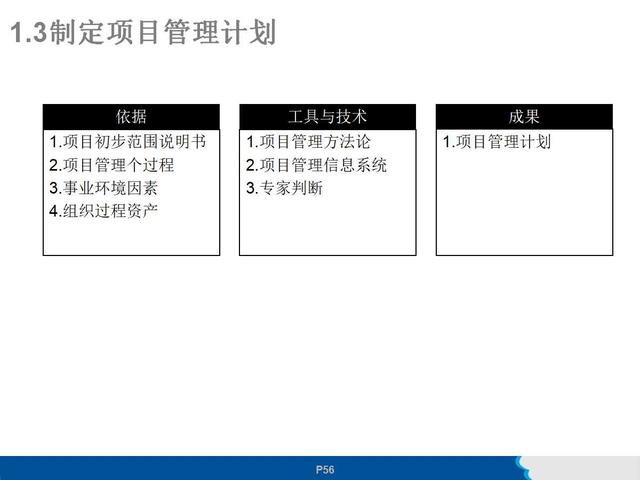 1.3制定项目管理计划
依据
1.项目初步范围说明书
2.项目管理个过程
3.事业环境因素
4.组织过程资产
工具与技术
1.项目管理方法论
2.项目管理信息系统
3.专家判断
成果
1.项目管理计划
P56